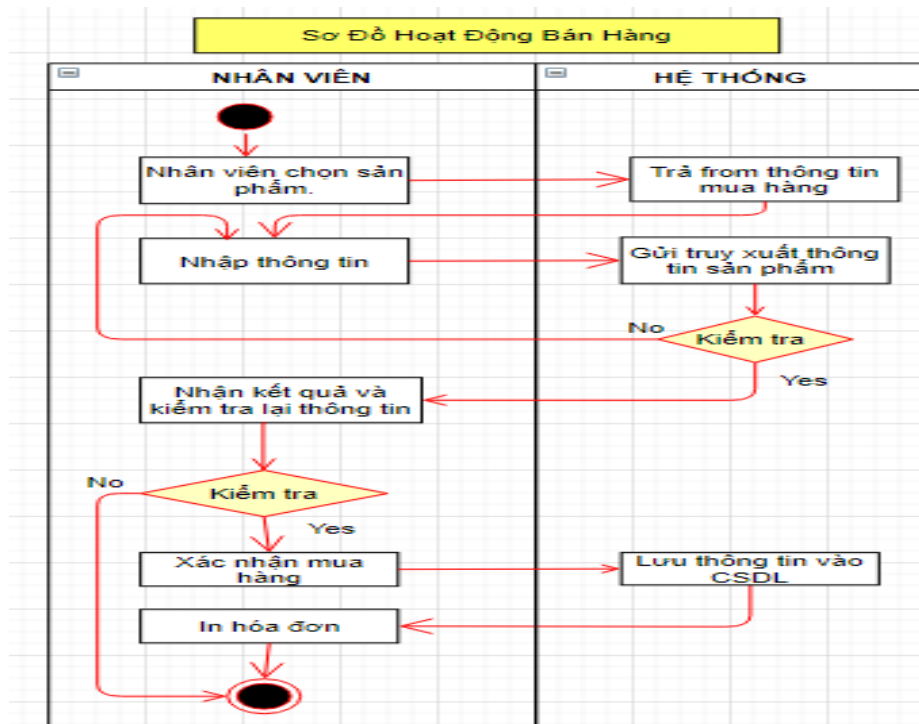 Sơ Đồ Hoạt Động Bán Hàng
NHÂN VIÊN
HỆ THỐNG
Nhân viên chọn sản
phẩm.
Trả from thông tin
mua hàng
Nhập thông tin
Gửi truy xuất thông
tin sản phẩm
No
Kiểm tra
Yes
Nhận kết quả và
kiểm tra lại thông tin
No
Kiểm tra
Yes
Xác nhận mua
hàng
Lưu thông tin vào
CSDL
In hóa đơn